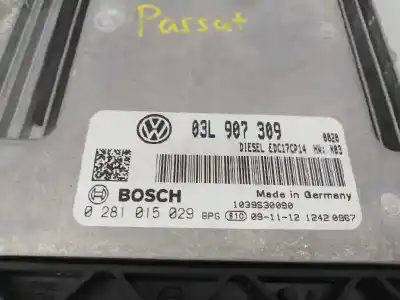 Passat
03L 907 309
0020
DIESEL EDC17CP14 HW: H03
BOSCH
Made in Germany
1039S30090
0 281 015 029 BPG 810 09-11-12 1242 0967